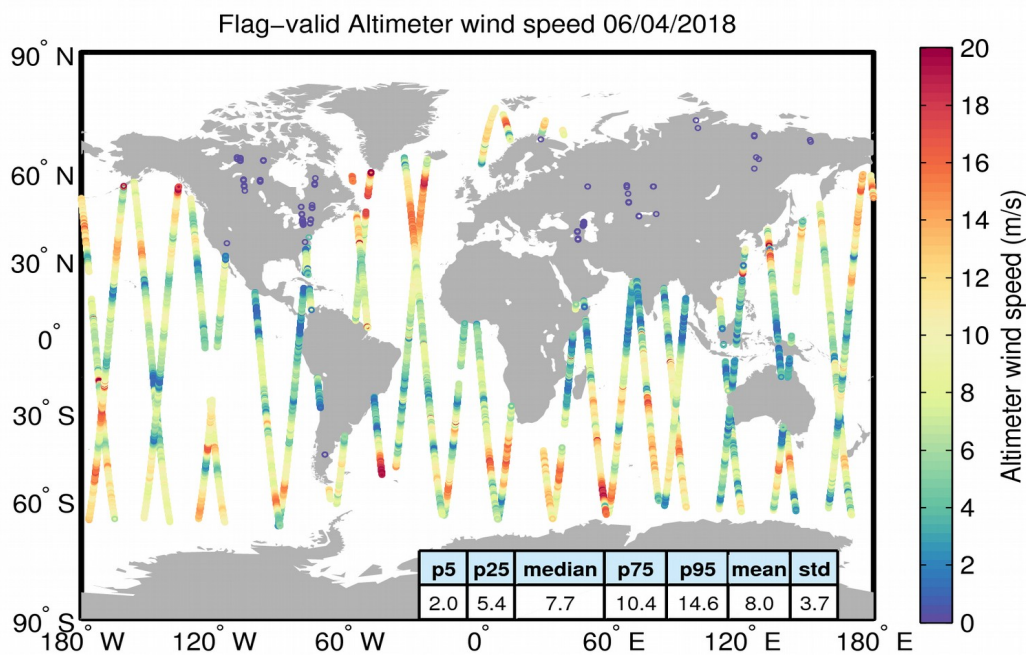 Flag−valid Altimeter wind speed 06/04/2018
90° N
60° N
30° N
0°
30° S
60° S
90° S
180° W
120° W
60° W
0°
60° E
120° E
180° E
p5 p25 median p75 p95 mean std
2.0 5.4 7.7 10.4 14.6 8.0 3.7
20
18
16
14
12
10
8
6
4
2
0
Altimeter wind speed (m/s)